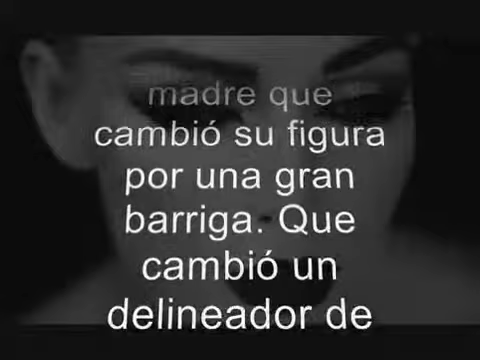 madre que
cambió su figura
por una gran
barriga. Que
cambió un
delineador de